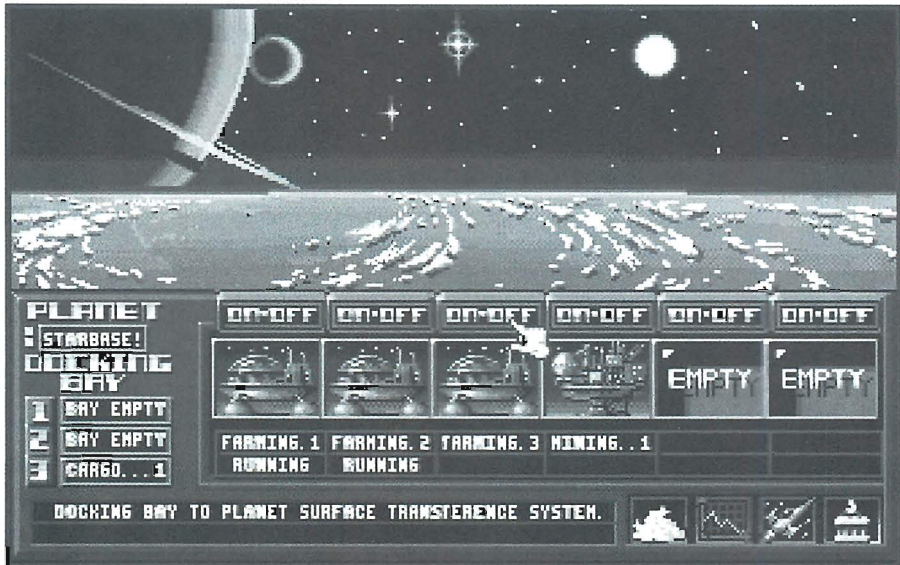 PLANET
STARBASE!
DOCKING
BAY
1 BAY EMPTY
2 BAY EMPTY
3 CARGO...1
ON·OFF ON·OFF ON·OFF ON·OFF ON·OFF ON·OFF
EMPTY EMPTY
FARMING.1 FARMING.2 FARMING.3 MINING..1
RUNNING RUNNING
DOCKING BAY TO PLANET SURFACE TRANSFERENCE SYSTEM.